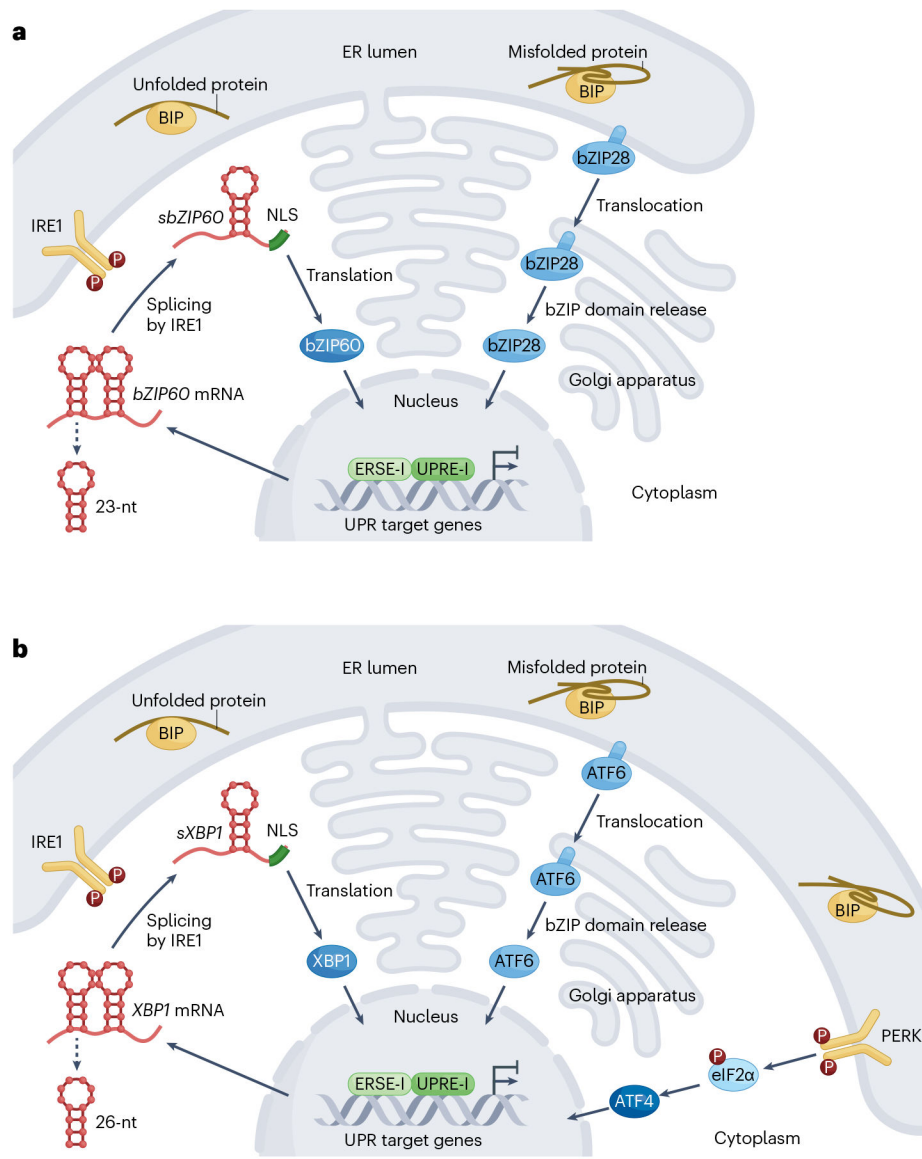 a
ER lumen
Misfolded protein
Unfolded protein
BIP
BIP
bZIP28
sbZIP60
NLS
IRE1
Translocation
P
P
bZIP28
Translation
Splicing
by IRE1
bZIP domain release
bZIP60
bZIP28
Golgi apparatus
bZIP60 mRNA
Nucleus
ERSE-I
UPRE-I
23-nt
Cytoplasm
UPR target genes
b
ER lumen
Misfolded protein
Unfolded protein
BIP
BIP
ATF6
sXBP1
NLS
IRE1
Translocation
P
P
ATF6
Translation
BIP
Splicing
by IRE1
bZIP domain release
XBP1
ATF6
Golgi apparatus
XBP1 mRNA
Nucleus
P
PERK
P
P
eIF2α
ERSE-I
UPRE-I
ATF4
26-nt
UPR target genes
Cytoplasm